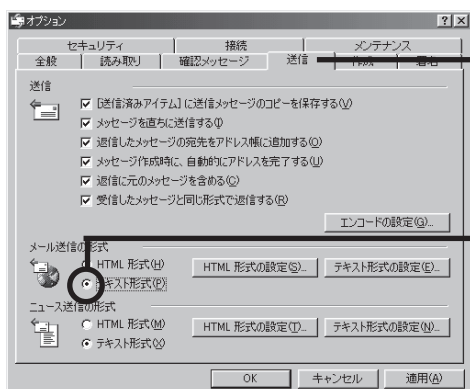 オプション
セキュリティ 接続 メンテナンス
全般 読み取り 確認メッセージ 送信 作成 署名
送信
[送信済みアイテム]に送信メッセージのコピーを保存する(V)
メッセージを直ちに送信する(I)
返信したメッセージの宛先をアドレス帳に追加する(O)
メッセージ作成時に、自動的にアドレスを完了する(U)
返信に元のメッセージを含める(C)
受信したメッセージと同じ形式で返信する(R)
エンコードの設定(G)...
メール送信の形式
HTML 形式(H) HTML 形式の設定(S)... テキスト形式の設定(E)...
テキスト形式(P)
ニュース送信の形式
HTML 形式(M) HTML 形式の設定(T)... テキスト形式の設定(N)...
テキスト形式(X)
OK キャンセル 適用(A)